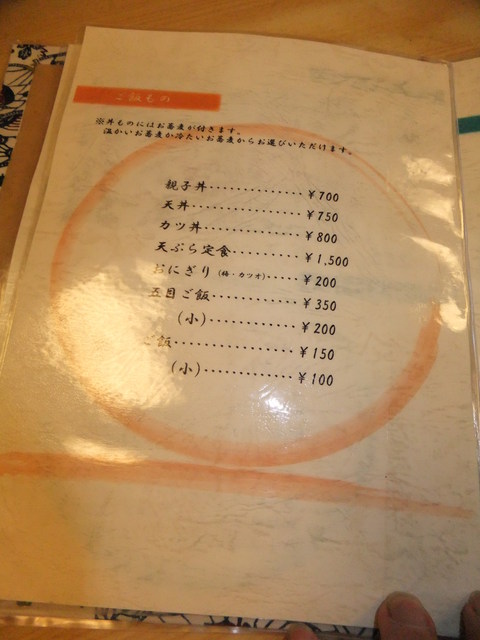 ご飯もの
※丼ものにはお蕎麦が付きます。
温かいお蕎麦か冷たいお蕎麦からお選びいただけます。
親子丼・・・・・・・・・・・・・￥700
天丼・・・・・・・・・・・・・・・￥750
カツ丼・・・・・・・・・・・・・￥800
天ぷら定食・・・・・・・・・￥1,500
おにぎり（梅・カツオ）・・・・・￥200
五目ご飯・・・・・・・・・・・・￥350
（小）・・・・・・・・・・・・￥200
ご飯・・・・・・・・・・・・・・・・￥150
（小）・・・・・・・・・・・・・￥100